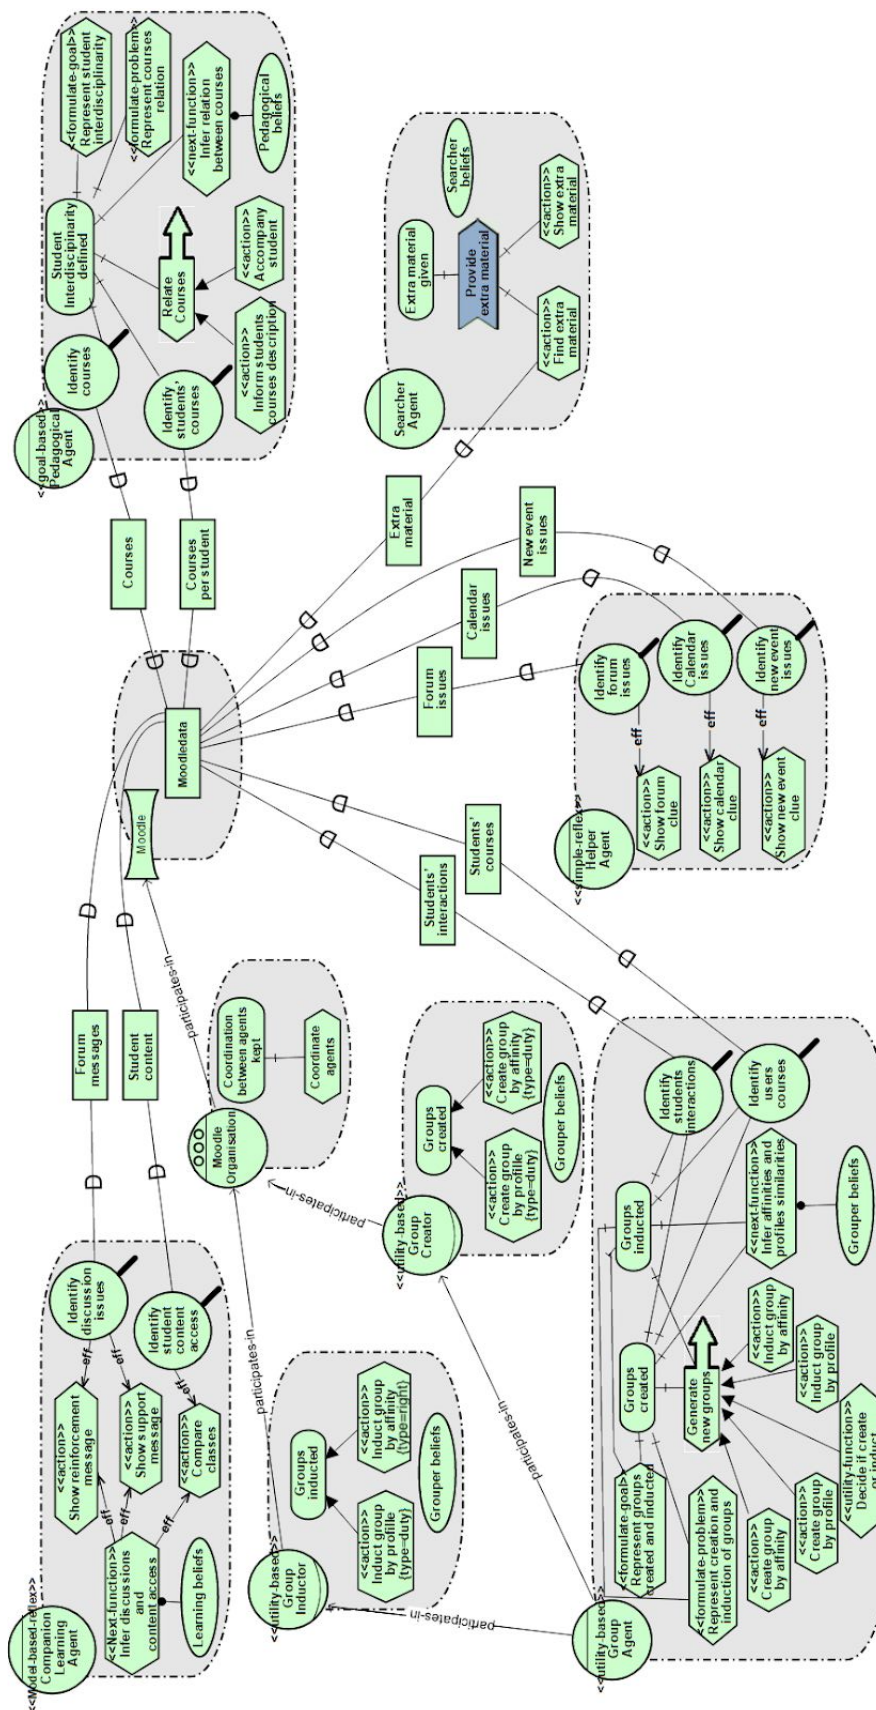 <<Model-based-reflex>>
Companion
Learning
Agent
<<action>>
Show reinforcement
message
<<action>>
Show support
message
<<action>>
Compare
classes
<<Next-function>>
Infer discussions
and
content access
Learning beliefs
Identify
discussion
issues
Identify
student
content
access
eff
eff
eff
eff
eff
eff
Forum
messages
Student
content
D
D
D
D
<<utility-based>>
Group
Inductor
Groups
inducted
<<action>>
Induct group
by profile
{type=duty}
<<action>>
Induct group
by affinity
{type=right}
Grouper beliefs
participates-in
Moodle
Organisation
Coordination
between agents
kept
Coordinate
agents
participates-in
Moodle
Moodledata
<<utility-based>>
Group
Creator
Groups
created
<<action>>
Create group
by profille
{type=duty}
<<action>>
Create group
by affinity
{type=duty}
Grouper beliefs
participates-in
participates-in
participates-in
<<utility-based>>
Group
Agent
<<formulate-goal>>
Represent groups
created and inducted
<<formulate-problem>>
Represent creation and
induction of groups
<<action>>
Create group
by affinity
<<action>>
Create group
by profile
<<utility-function>>
Decide if create
or induct
<<action>>
Induct group
by profile
<<action>>
Induct group
by affinity
Generate
new groups
Groups
created
Groups
inducted
<<next-function>>
Infer affinities and
profiles similarities
Grouper beliefs
Identify
students
interactions
Identify
users
courses
Students'
interactions
Students'
courses
D
D
D
D
<<simple-reflex>>
Helper
Agent
<<action>>
Show forum
clue
<<action>>
Show calendar
clue
<<action>>
Show new event
clue
eff
eff
eff
Identify
forum
issues
Identify
Calendar
issues
Identify
new event
issues
Forum
issues
Calendar
issues
New event
issues
Extra
material
D
D
D
D
D
D
D
D
Searcher
Agent
Extra material
given
Provide
extra material
<<action>>
Find extra
material
<<action>>
Show extra
material
Searcher
beliefs
Courses
Courses
per student
D
D
D
D
<<goal-based>>
Pedagogical
Agent
Identify
courses
Identify
students'
courses
Student
Interdiscipinarity
defined
Relate
Courses
<<action>>
Inform students
courses description
<<action>>
Accompany
student
<<formulate-goal>>
Represent student
interdisciplinarity
<<formulate-problem>>
Represent courses
relation
<<next-function>>
Infer relation
between courses
Pedagogical
beliefs